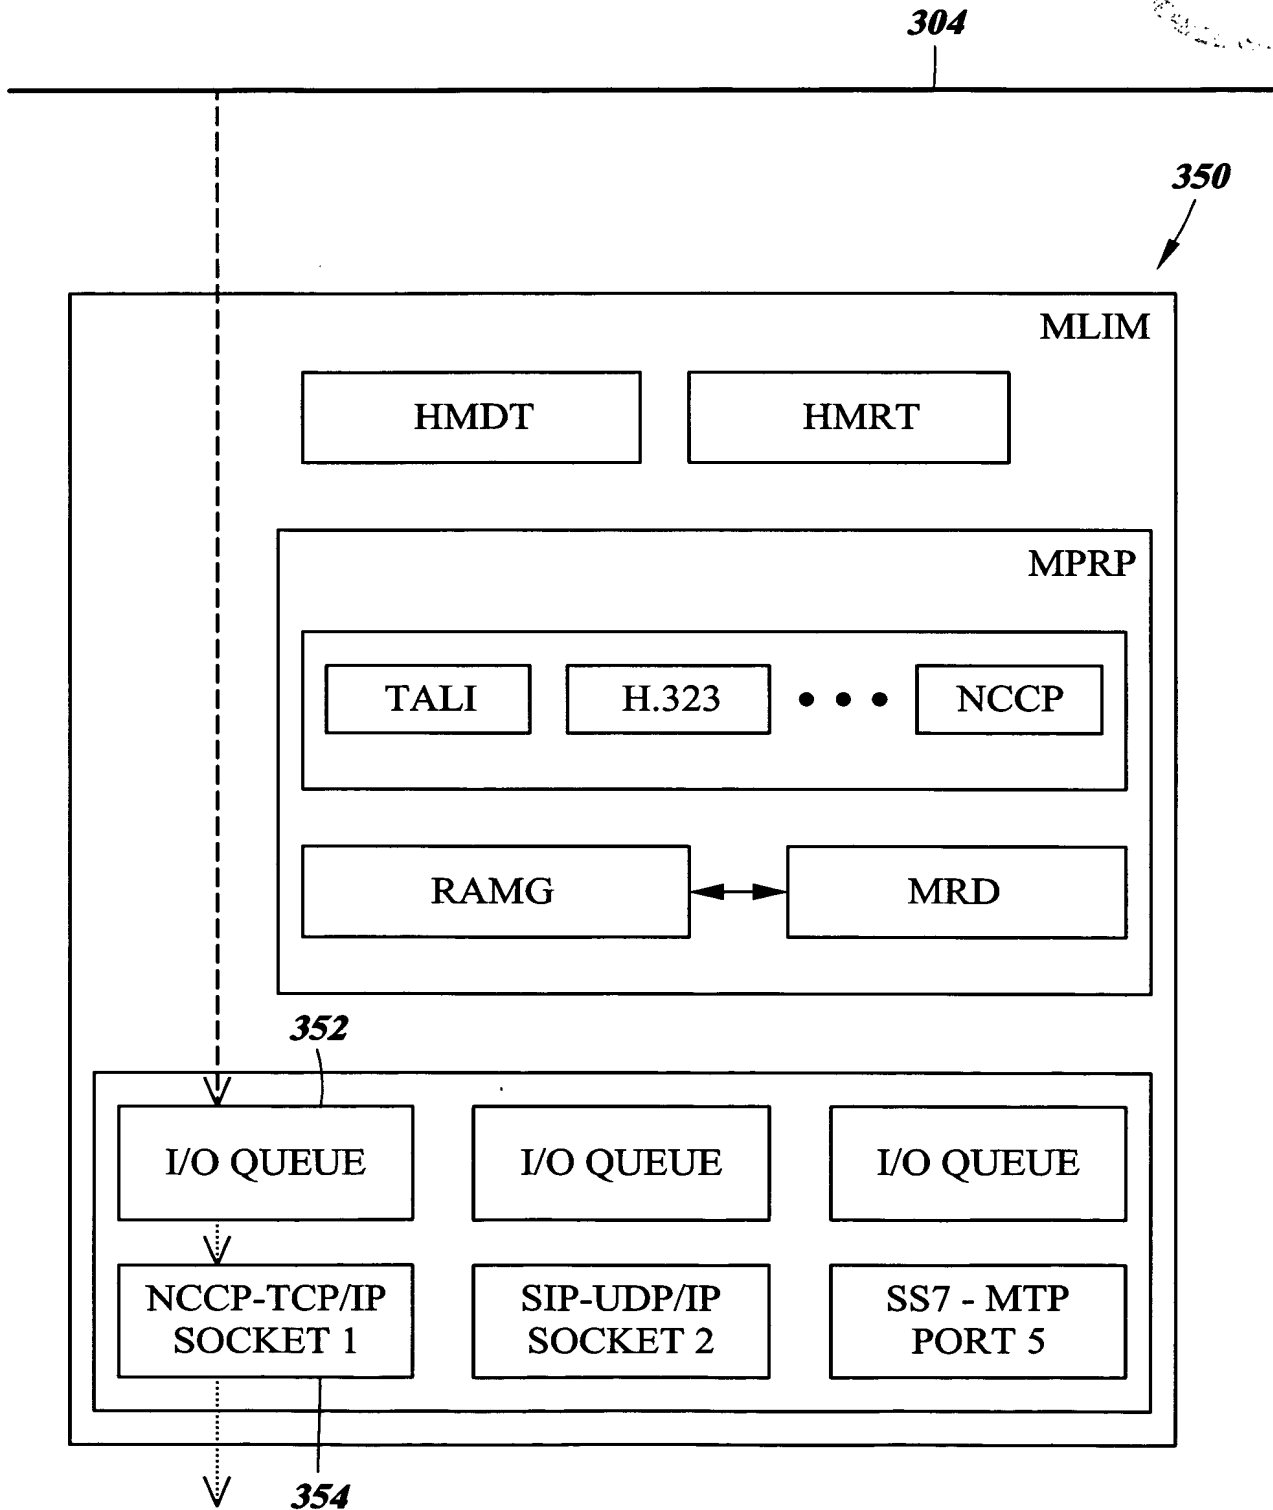 304
350
MLIM
HMDT
HMRT
MPRP
TALI
H.323
NCCP
RAMG
MRD
352
I/O QUEUE
I/O QUEUE
I/O QUEUE
NCCP-TCP/IP
SOCKET 1
SIP-UDP/IP
SOCKET 2
SS7 - MTP
PORT 5
354